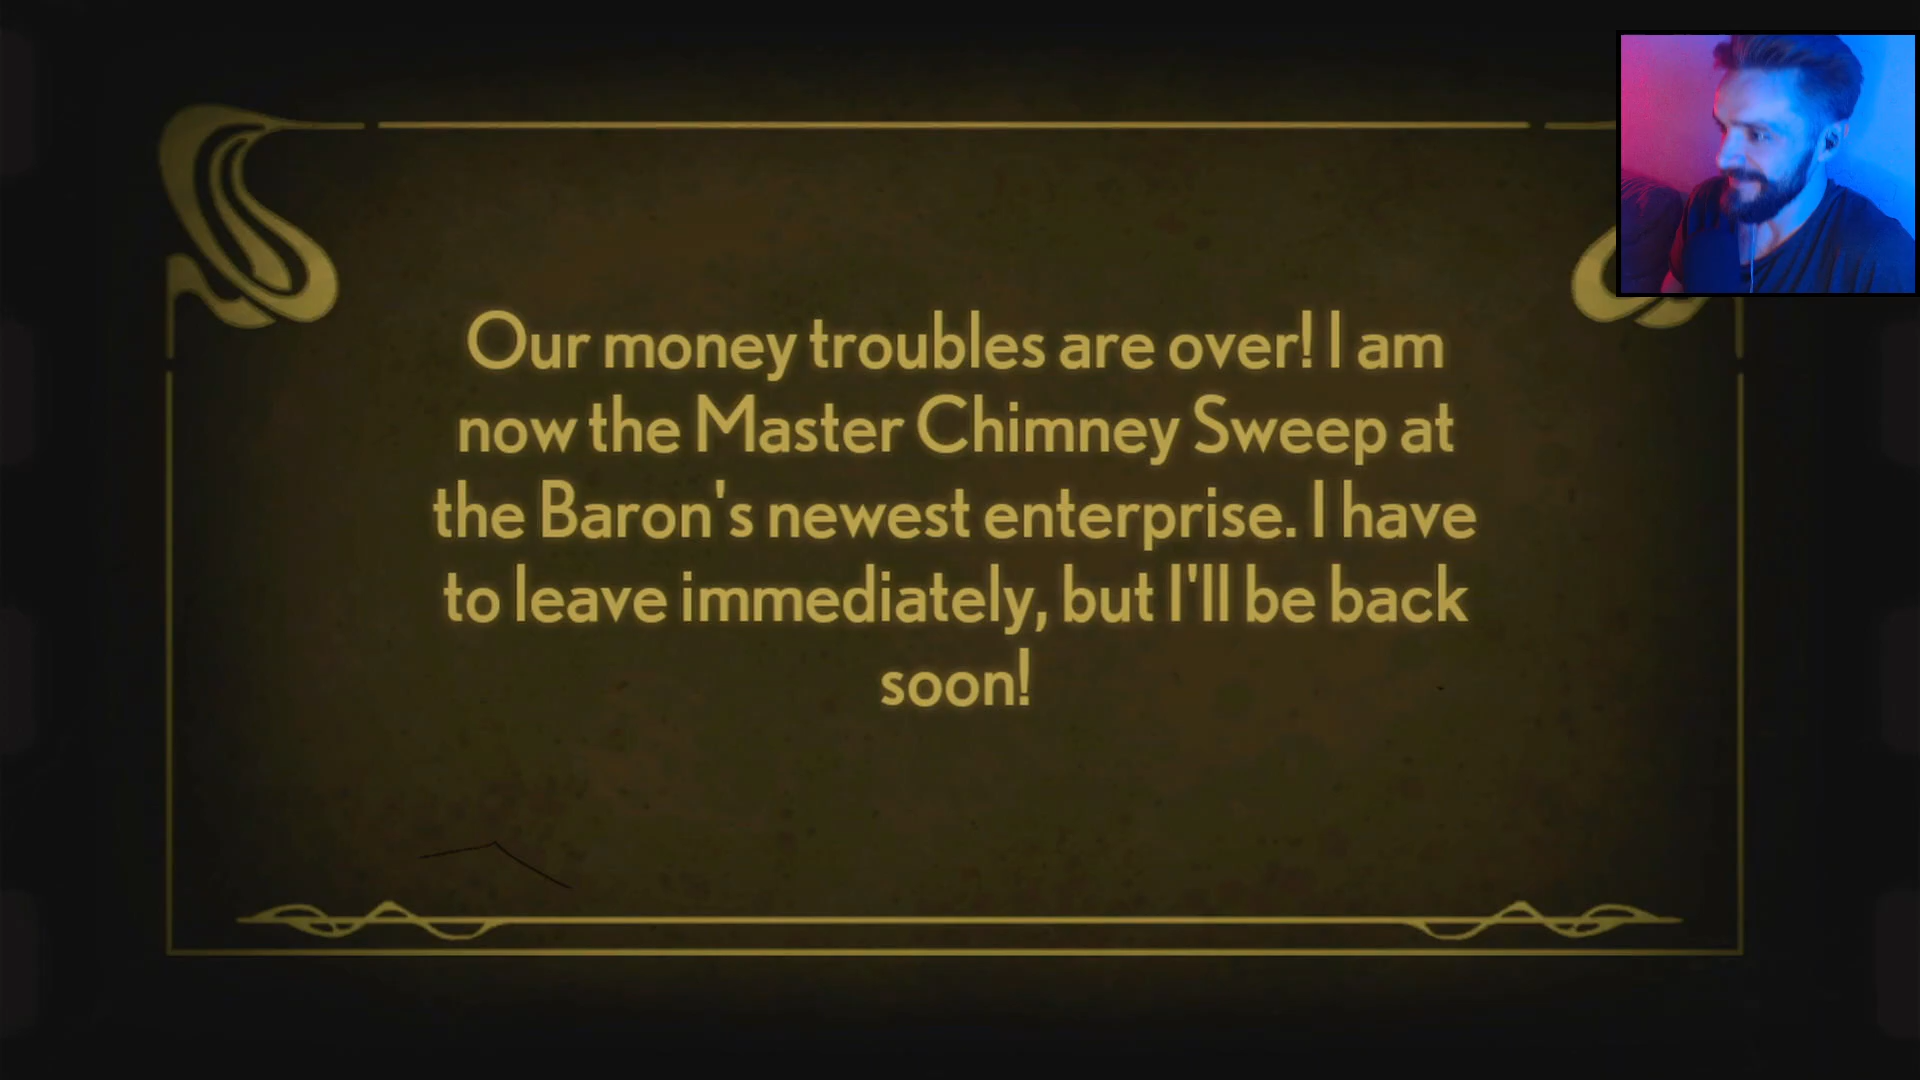 Our money troubles are over! I am
now the Master Chimney Sweep at
the Baron's newest enterprise. I have
to leave immediately, but I'll be back
soon!